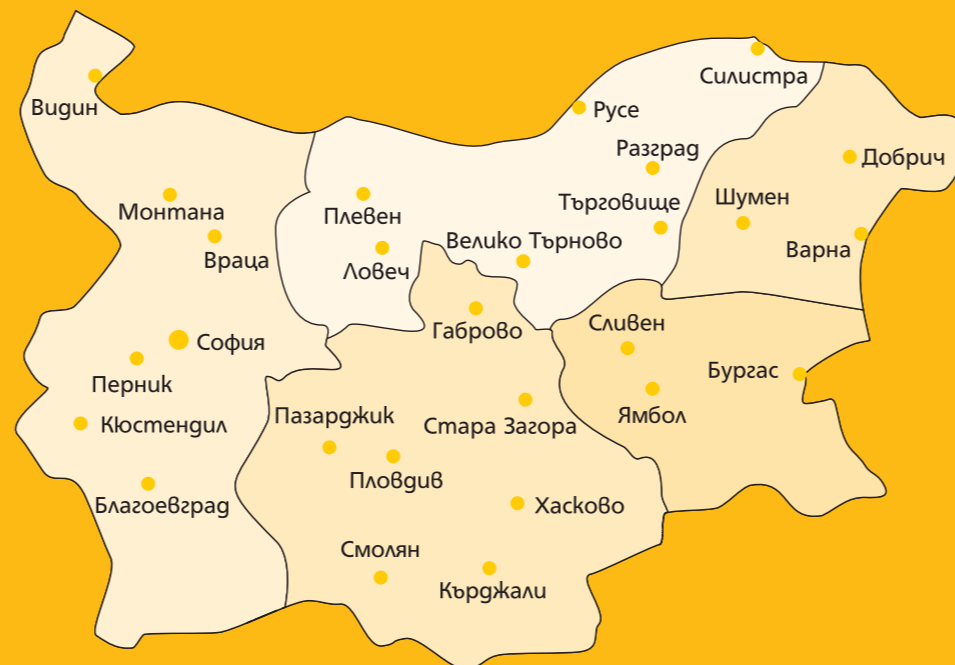 Силистра
Видин
Русе
Разград
Добрич
Монтана
Плевен
Търговище
Шумен
Враца
Ловеч
Велико Търново
Варна
София
Габрово
Сливен
Перник
Бургас
Кюстендил
Пазарджик
Стара Загора
Ямбол
Пловдив
Благоевград
Хасково
Смолян
Кърджали